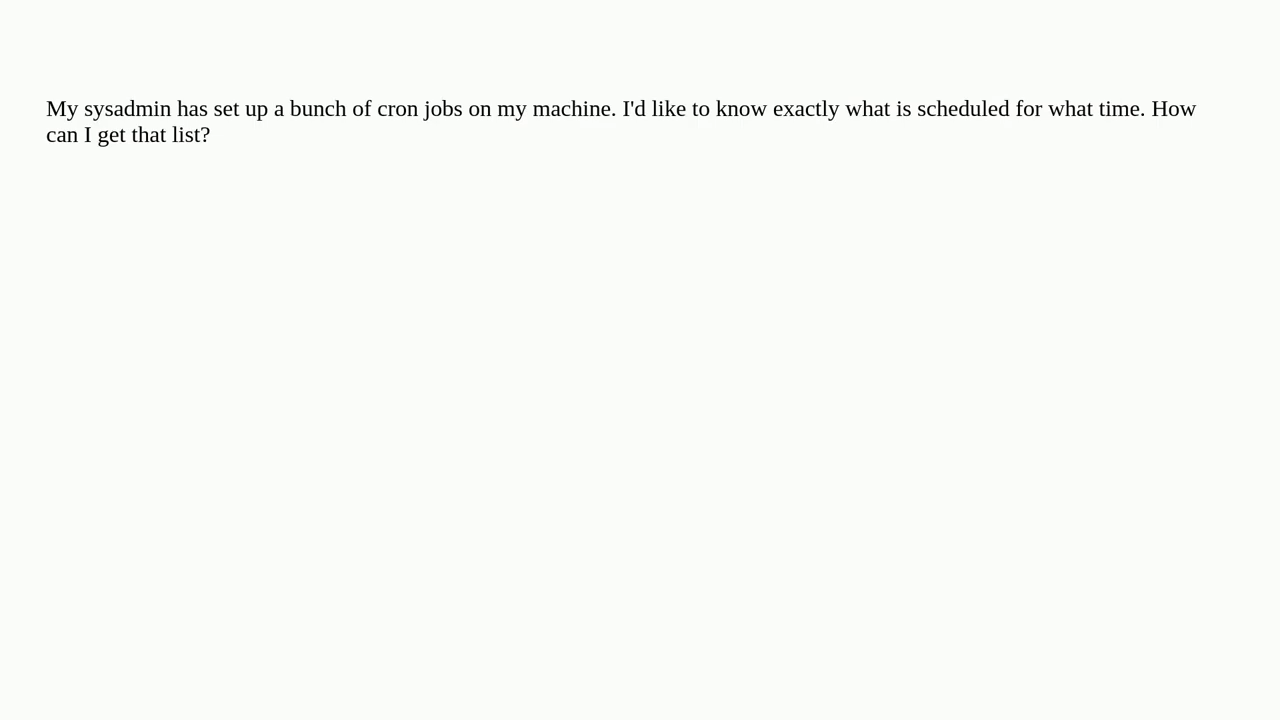 My sysadmin has set up a bunch of cron jobs on my machine. I'd like to know exactly what is scheduled for what time. How
can I get that list?